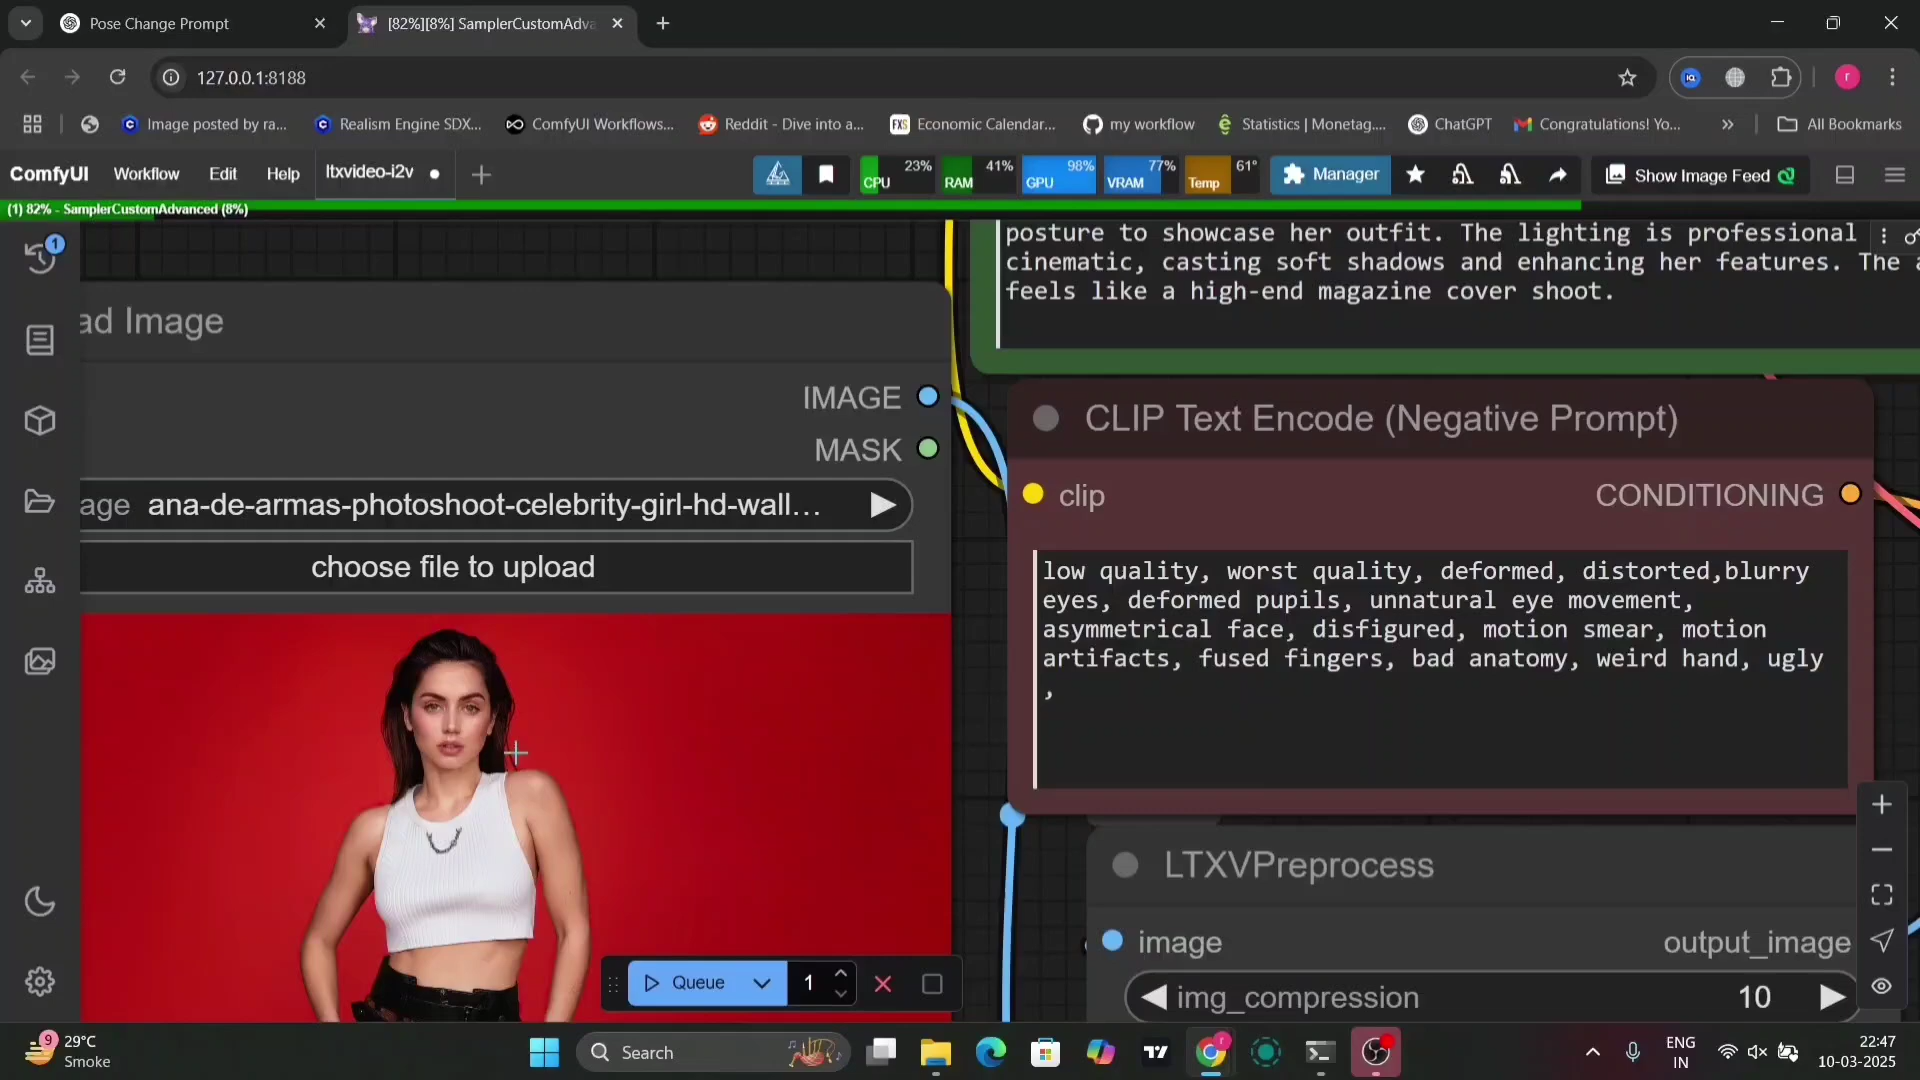 Pose Change Prompt
[82%][8%] SamplerCustomAdva
127.0.0.1:8188
Image posted by ra...
Realism Engine SDX...
ComfyUI Workflows...
Reddit - Dive into a...
FXS
Economic Calendar...
my workflow
Statistics | Monetag....
ChatGPT
Congratulations! Yo...
All Bookmarks
ComfyUI
Workflow
Edit
Help
ltxvideo-i2v
CPU 23%
RAM 41%
GPU 98%
VRAM 77%
Temp 61°
Manager
Show Image Feed
(1) 82% - SamplerCustomAdvanced (8%)
1
posture to showcase her outfit. The lighting is professional
cinematic, casting soft shadows and enhancing her features. The a
feels like a high-end magazine cover shoot.
ad Image
IMAGE
MASK
age ana-de-armas-photoshoot-celebrity-girl-hd-wall...
choose file to upload
CLIP Text Encode (Negative Prompt)
clip
CONDITIONING
low quality, worst quality, deformed, distorted,blurry
eyes, deformed pupils, unnatural eye movement,
asymmetrical face, disfigured, motion smear, motion
artifacts, fused fingers, bad anatomy, weird hand, ugly
,
LTXVPreprocess
image
output_image
img_compression 10
Queue
1
9
29°C
Smoke
Search
ENG
IN
22:47
10-03-2025